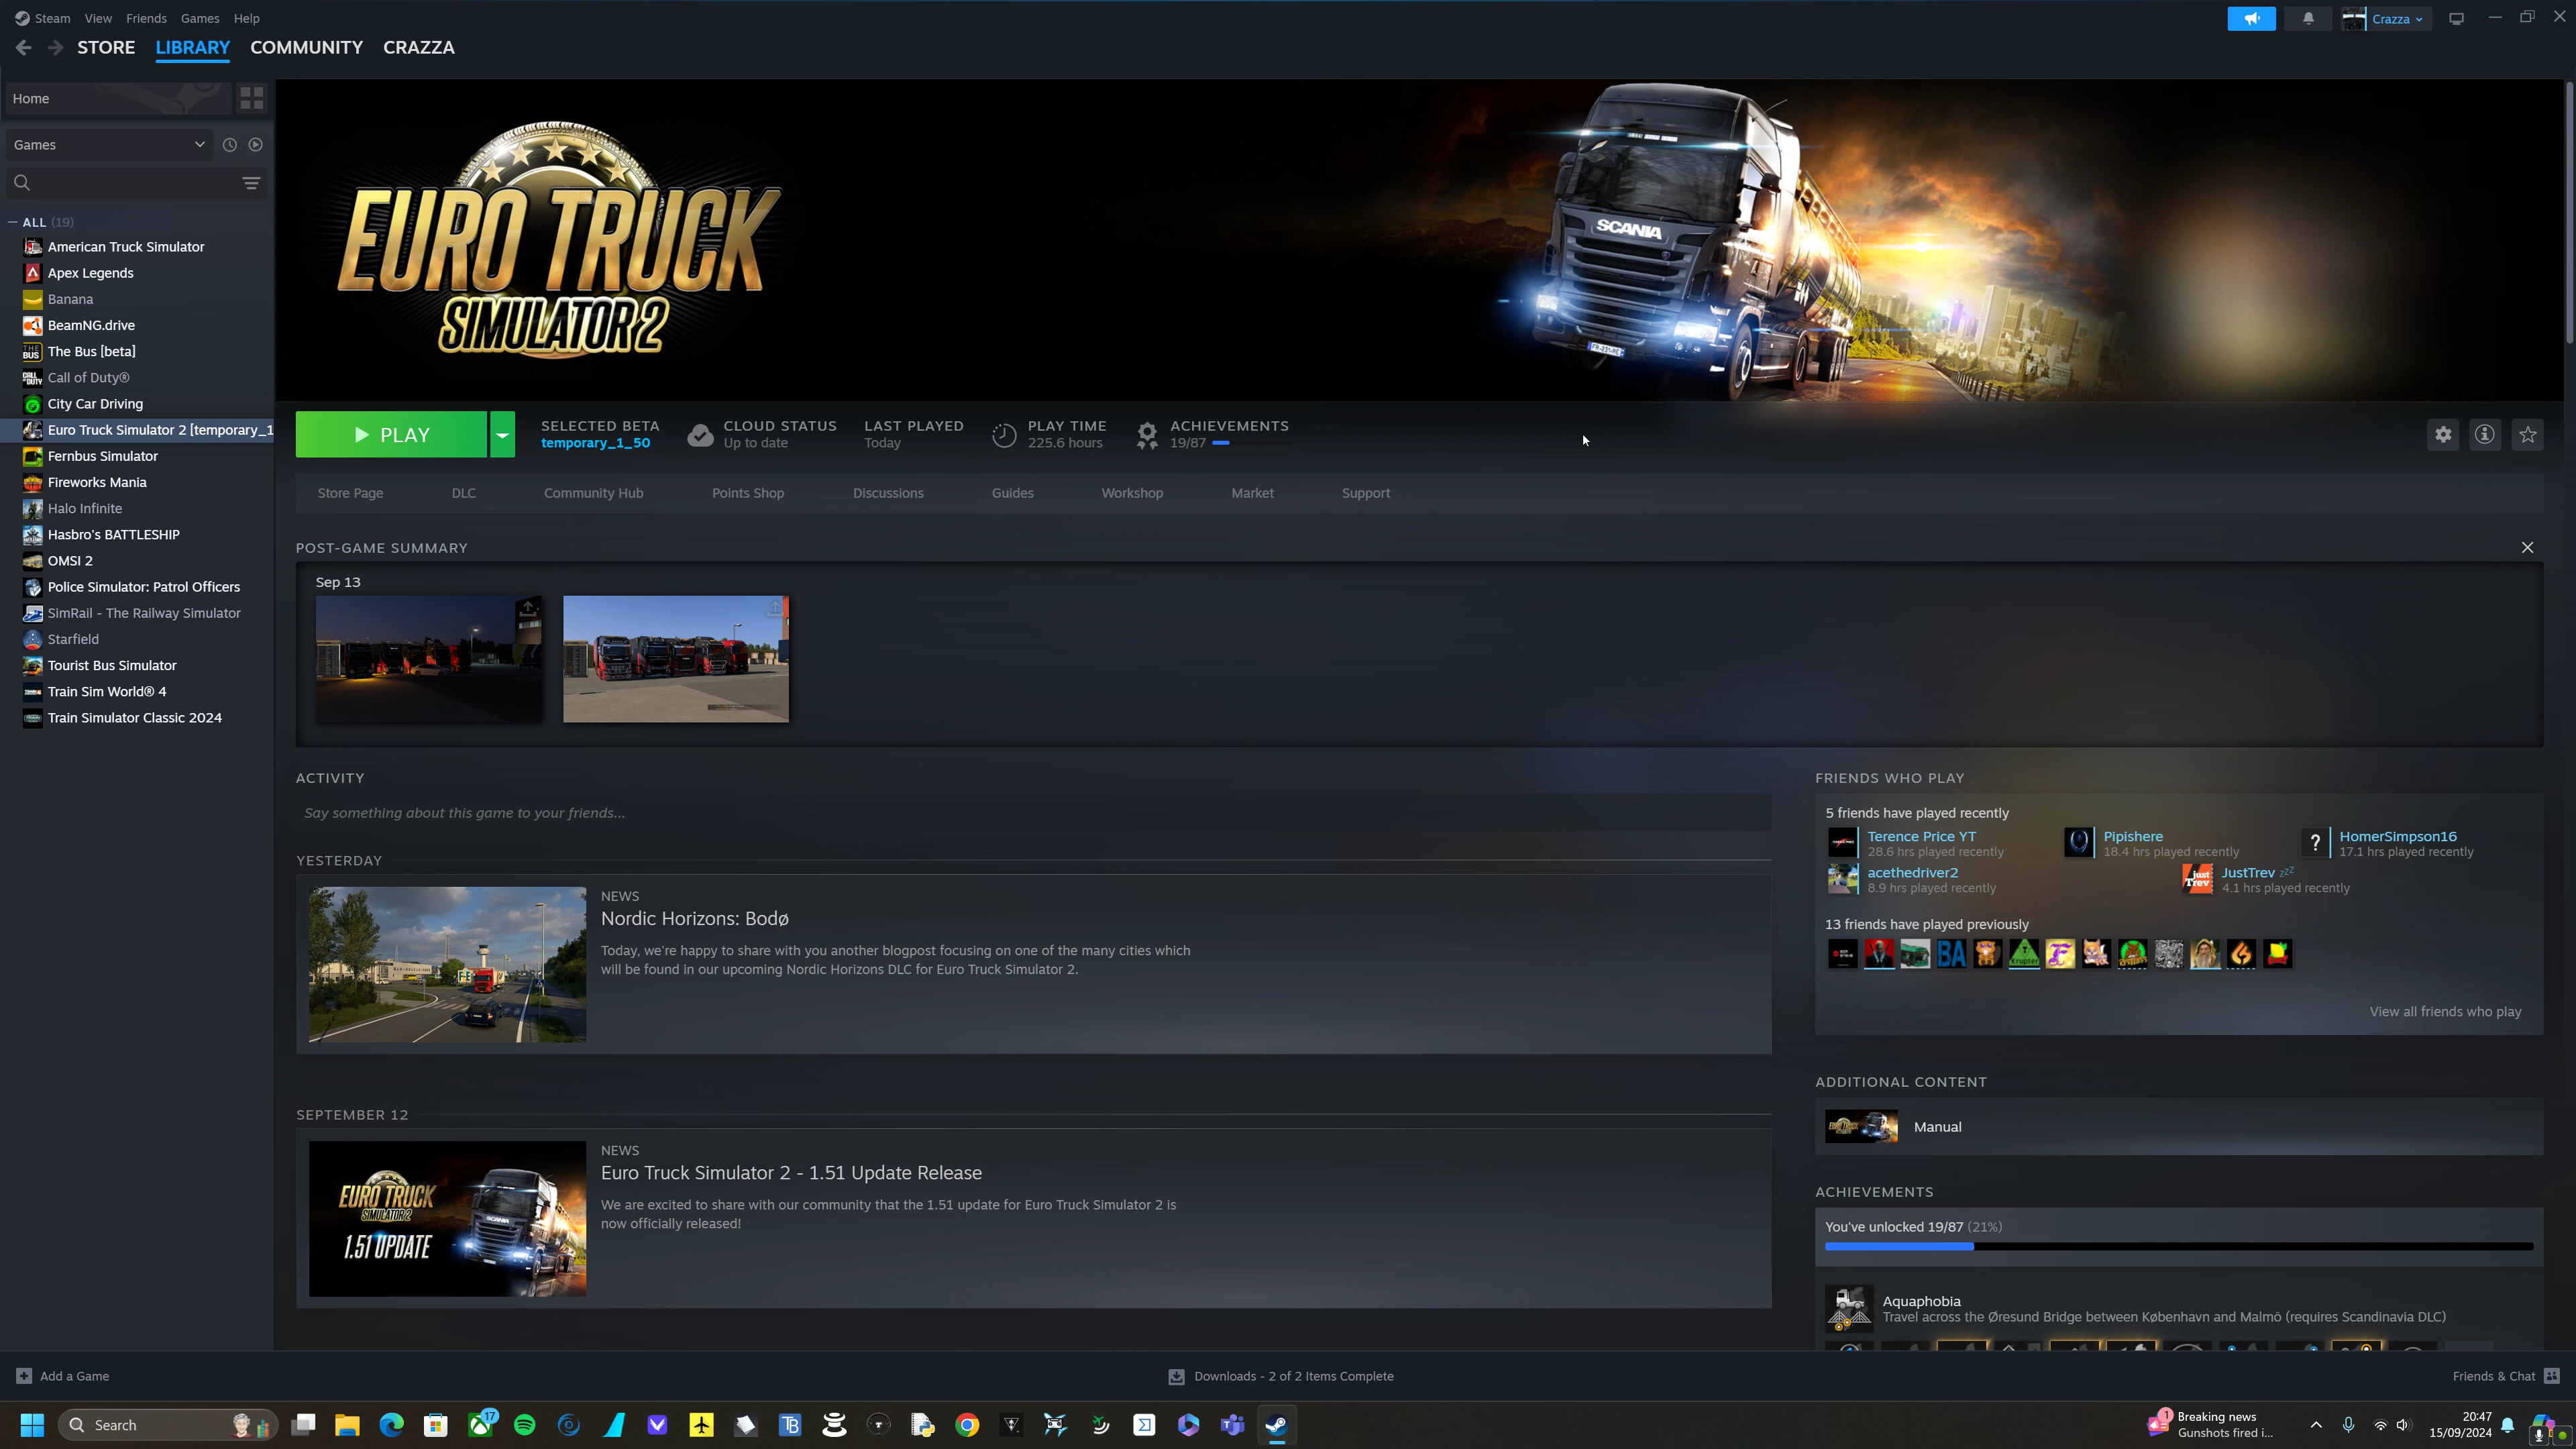 Steam View Friends Games Help
Crazza
STORE LIBRARY COMMUNITY CRAZZA
Home
Games
ALL (19)
American Truck Simulator
Apex Legends
Banana
BeamNG.drive
The Bus [beta]
Call of Duty®
City Car Driving
Euro Truck Simulator 2 [temporary_1
Fernbus Simulator
Fireworks Mania
Halo Infinite
Hasbro's BATTLESHIP
OMSI 2
Police Simulator: Patrol Officers
SimRail - The Railway Simulator
Starfield
Tourist Bus Simulator
Train Sim World® 4
Train Simulator Classic 2024
EURO TRUCK
SIMULATOR 2
SCANIA
PLAY
SELECTED BETA
temporary_1_50
CLOUD STATUS
Up to date
LAST PLAYED
Today
PLAY TIME
225.6 hours
ACHIEVEMENTS
19/87
Store Page DLC Community Hub Points Shop Discussions Guides Workshop Market Support
POST-GAME SUMMARY
Sep 13
ACTIVITY
Say something about this game to your friends...
YESTERDAY
NEWS
Nordic Horizons: Bodø
Today, we're happy to share with you another blogpost focusing on one of the many cities which
will be found in our upcoming Nordic Horizons DLC for Euro Truck Simulator 2.
SEPTEMBER 12
EURO TRUCK
SIMULATOR 2
1.51 UPDATE
SCANIA
NEWS
Euro Truck Simulator 2 - 1.51 Update Release
We are excited to share with our community that the 1.51 update for Euro Truck Simulator 2 is
now officially released!
FRIENDS WHO PLAY
5 friends have played recently
Terence Price YT
28.6 hrs played recently
Pipishere
18.4 hrs played recently
?
HomerSimpson16
17.1 hrs played recently
acethedriver2
8.9 hrs played recently
just
Trev
JustTrev zzz
4.1 hrs played recently
13 friends have played previously
BA
View all friends who play
ADDITIONAL CONTENT
Manual
ACHIEVEMENTS
You've unlocked 19/87 (21%)
Aquaphobia
Travel across the Øresund Bridge between København and Malmö (requires Scandinavia DLC)
Add a Game
Downloads - 2 of 2 Items Complete
Friends & Chat
Search
17
TB
1
Breaking news
Gunshots fired i...
20:47
15/09/2024